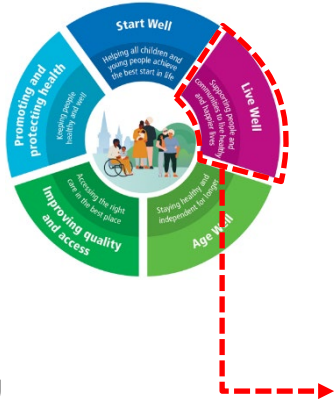 Start Well
Helping all children and
young people achieve
the best start in life
Live Well
Supporting people and
communities to live healthy
and happier lives
Age Well
Staying healthy and
independent for longer
Improving quality
and access
Accessing the right
care in the best place
Promoting and
protecting health
Keeping people
healthy and well